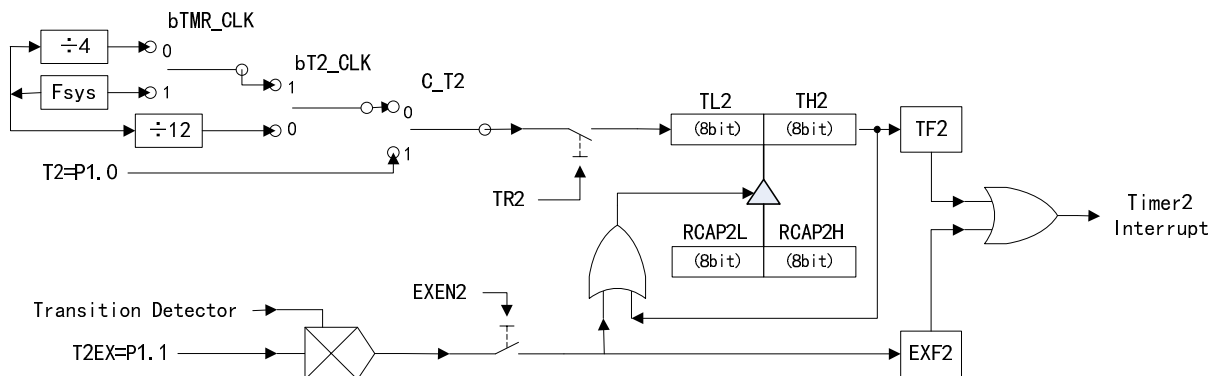 bTMR_CLK
÷4
0
bT2_CLK
Fsys
1
1
C_T2
0
÷12
0
1
T2=P1.0
TR2
TL2
TH2
(8bit)
(8bit)
TF2
RCAP2L
RCAP2H
(8bit)
(8bit)
Timer2
Interrupt
EXEN2
Transition Detector
T2EX=P1.1
EXF2